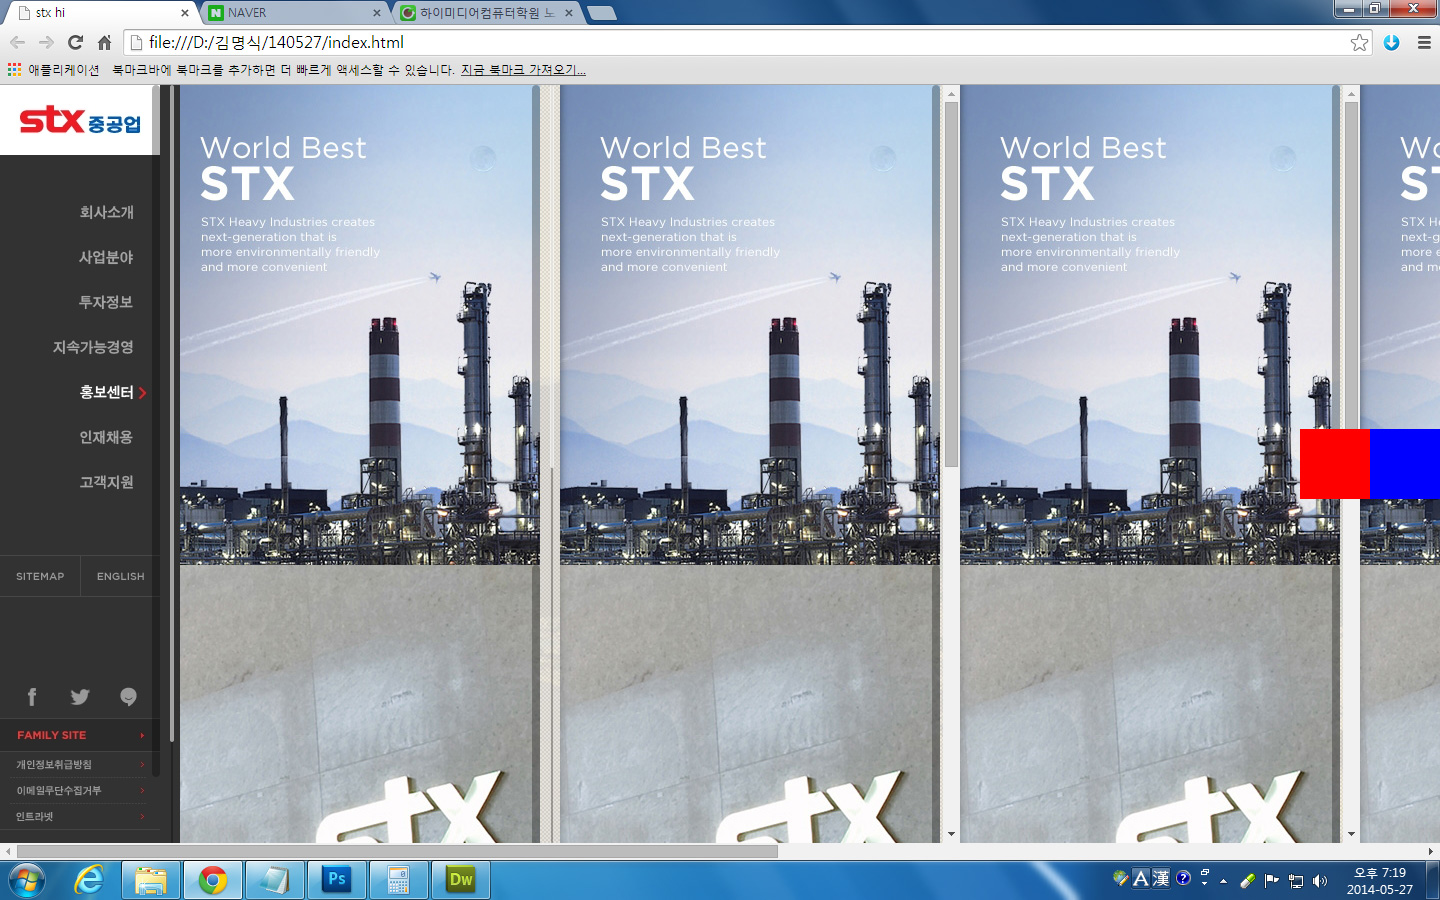 stx hi
NAVER
하이미디어컴퓨터학원 노
file:///D:/김명식/140527/index.html
애플리케이션
북마크바에 북마크를 추가하면 더 빠르게 액세스할 수 있습니다. 지금 북마크 가져오기...
stx 중공업
회사소개
사업분야
투자정보
지속가능경영
홍보센터
인재채용
고객지원
SITEMAP
ENGLISH
FAMILY SITE
개인정보취급방침
이메일무단수집거부
인트라넷
World Best
STX
STX Heavy Industries creates
next-generation that is
more environmentally friendly
and more convenient
stx
World Best
STX
STX Heavy Industries creates
next-generation that is
more environmentally friendly
and more convenient
stx
World Best
STX
STX Heavy Industries creates
next-generation that is
more environmentally friendly
and more convenient
stx
Ps
Dw
A 漢
오후 7:19
2014-05-27